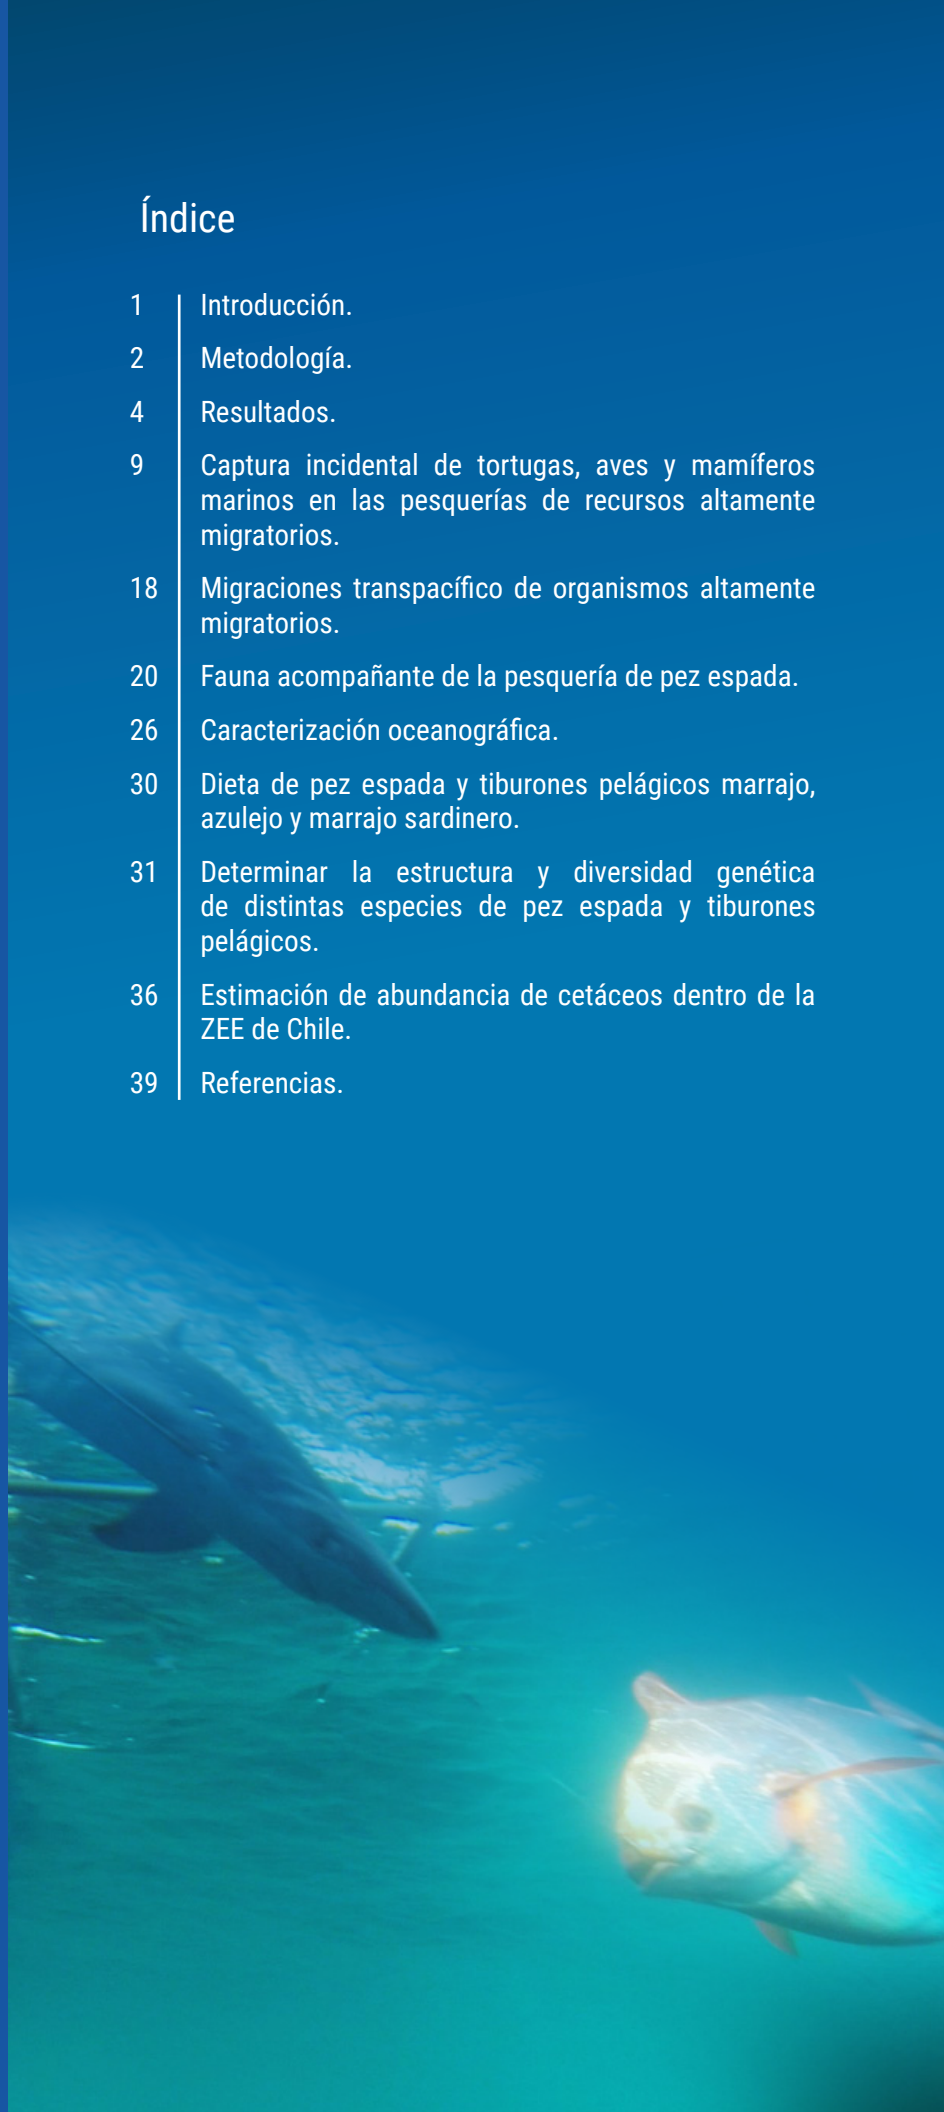 Índice
1 Introducción.
2 Metodología.
4 Resultados.
9 Captura incidental de tortugas, aves y mamíferos
marinos en las pesquerías de recursos altamente
migratorios.
18 Migraciones transpacífico de organismos altamente
migratorios.
20 Fauna acompañante de la pesquería de pez espada.
26 Caracterización oceanográfica.
30 Dieta de pez espada y tiburones pelágicos marrajo,
azulejo y marrajo sardinero.
31 Determinar la estructura y diversidad genética
de distintas especies de pez espada y tiburones
pelágicos.
36 Estimación de abundancia de cetáceos dentro de la
ZEE de Chile.
39 Referencias.